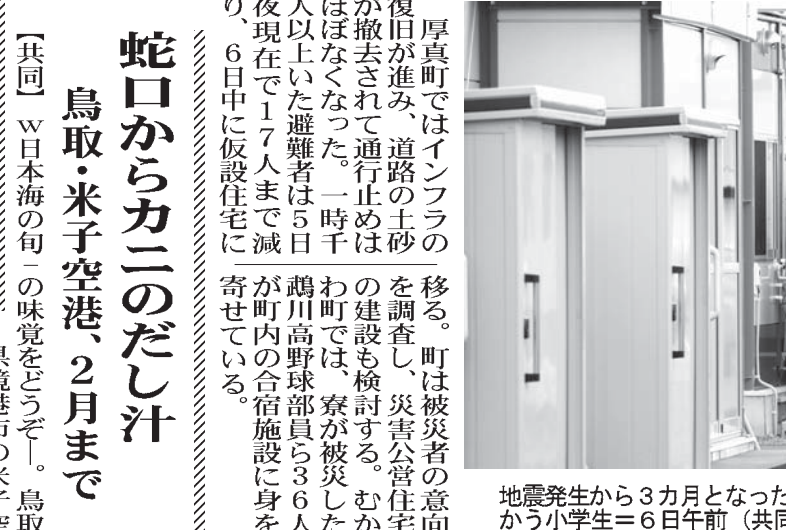 厚真町ではインフラの
復旧が進み、道路の土砂
が撤去されて通行止めは
ほぼなくなった。一時千
人以上いた避難者は５日
夜現在で１７人まで減
り、６日中に仮設住宅に
移る。町は被災者の意向
を調査し、災害公営住宅
の建設も検討する。むか
わ町では、寮が被災した
鵡川高野球部員ら３６人
が町内の合宿施設に身を
寄せている。
地震発生から３カ月となった
かう小学生＝６日午前（共同
蛇口からカニのだし汁
鳥取・米子空港、２月まで
【共同】　Ｗ日本海の旬＿の味覚をどうぞ―。鳥取